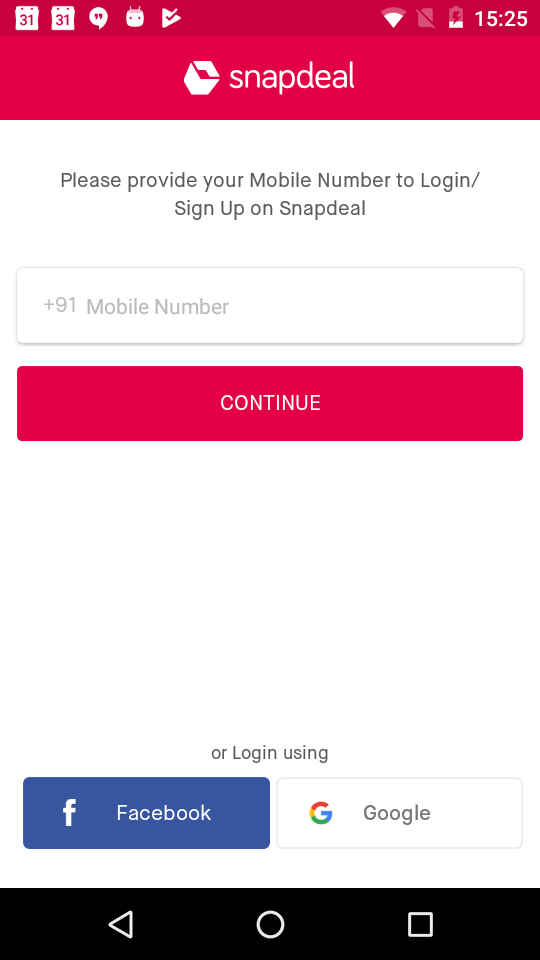 31 31 15:25
snapdeal
Please provide your Mobile Number to Login/
Sign Up on Snapdeal
+91 Mobile Number
CONTINUE
or Login using
f Facebook
G Google